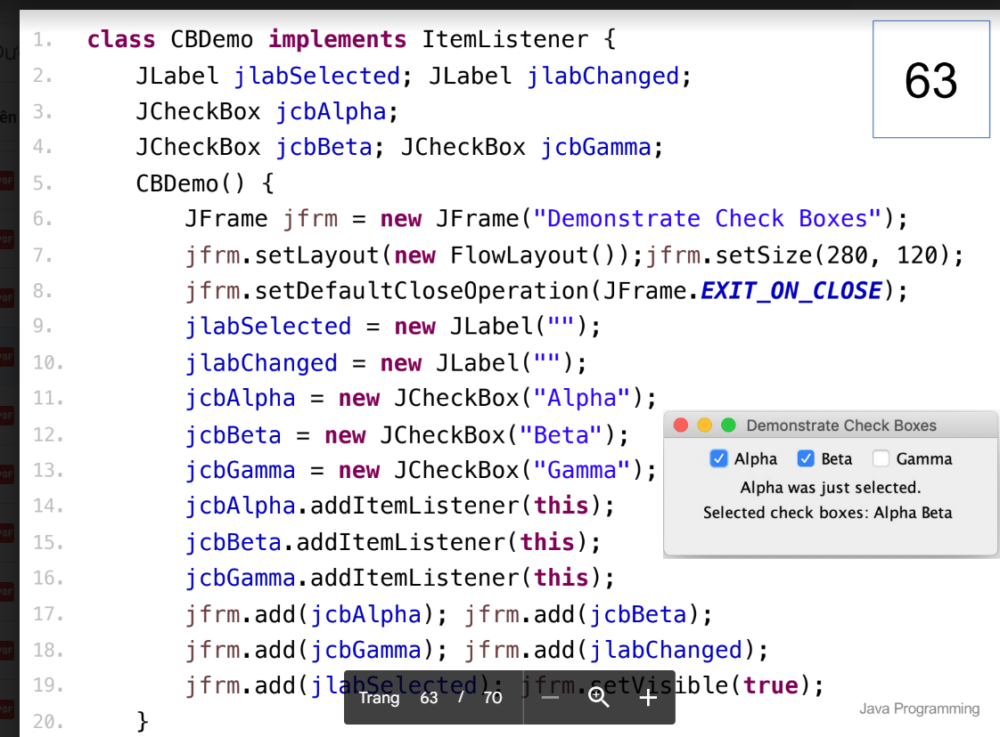 63
1. class CBDemo implements ItemListener {
2. JLabel jlabSelected; JLabel jlabChanged;
3. JCheckBox jcbAlpha;
4. JCheckBox jcbBeta; JCheckBox jcbGamma;
5. CBDemo() {
6. JFrame jfrm = new JFrame("Demonstrate Check Boxes");
7. jfrm.setLayout(new FlowLayout());jfrm.setSize(280, 120);
8. jfrm.setDefaultCloseOperation(JFrame.EXIT_ON_CLOSE);
9. jlabSelected = new JLabel("");
10. jlabChanged = new JLabel("");
11. jcbAlpha = new JCheckBox("Alpha");
12. jcbBeta = new JCheckBox("Beta");
13. jcbGamma = new JCheckBox("Gamma");
14. jcbAlpha.addItemListener(this);
15. jcbBeta.addItemListener(this);
16. jcbGamma.addItemListener(this);
17. jfrm.add(jcbAlpha); jfrm.add(jcbBeta);
18. jfrm.add(jcbGamma); jfrm.add(jlabChanged);
19. jfrm.add(jlabSelected); jfrm.setVisible(true);
20. }
Demonstrate Check Boxes
Alpha Beta Gamma
Alpha was just selected.
Selected check boxes: Alpha Beta
Trang 63 / 70
Java Programming